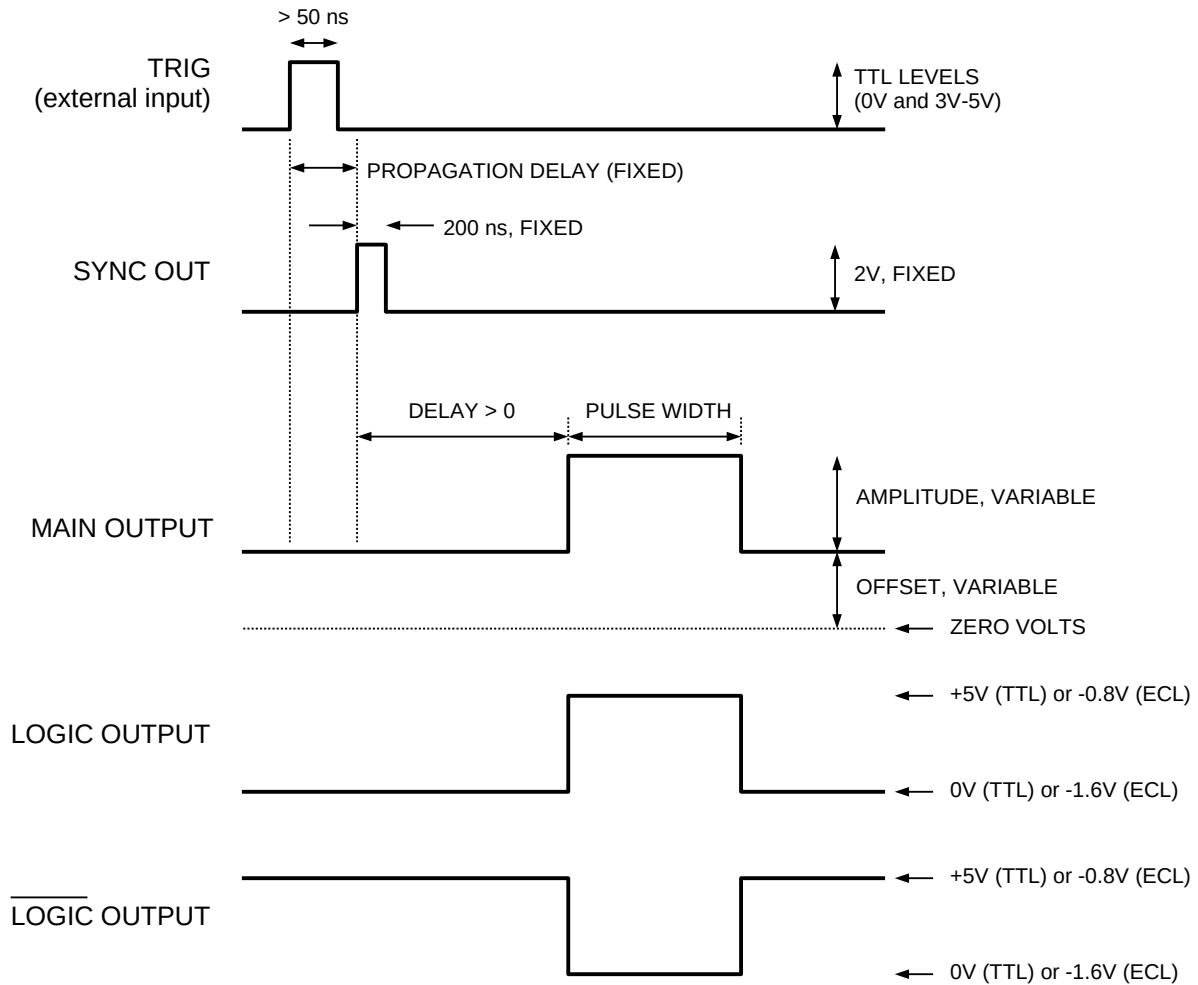 > 50 ns
TRIG
(external input)
TTL LEVELS
(0V and 3V-5V)
PROPAGATION DELAY (FIXED)
200 ns, FIXED
SYNC OUT
2V, FIXED
DELAY > 0
PULSE WIDTH
AMPLITUDE, VARIABLE
MAIN OUTPUT
OFFSET, VARIABLE
ZERO VOLTS
+5V (TTL) or -0.8V (ECL)
LOGIC OUTPUT
0V (TTL) or -1.6V (ECL)
+5V (TTL) or -0.8V (ECL)
LOGIC OUTPUT
0V (TTL) or -1.6V (ECL)